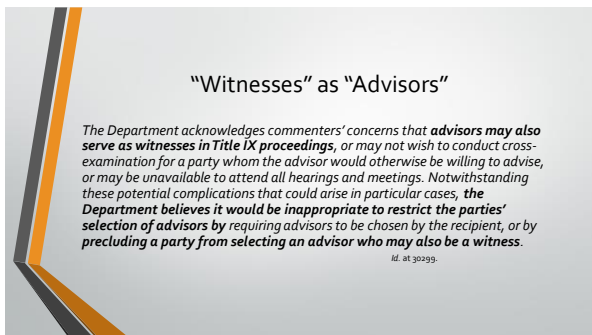 “Witnesses” as “Advisors”
The Department acknowledges commenters’ concerns that advisors may also
serve as witnesses in Title IX proceedings, or may not wish to conduct cross-
examination for a party whom the advisor would otherwise be willing to advise,
or may be unavailable to attend all hearings and meetings. Notwithstanding
these potential complications that could arise in particular cases, the
Department believes it would be inappropriate to restrict the parties’
selection of advisors by requiring advisors to be chosen by the recipient, or by
precluding a party from selecting an advisor who may also be a witness.
Id. at 30299.